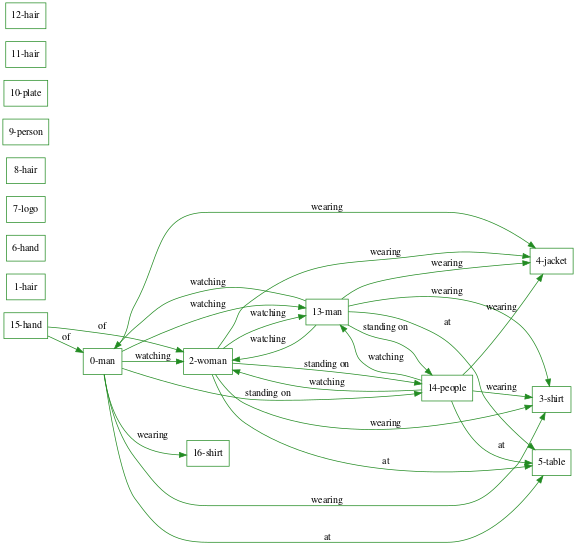 12-hair
11-hair
10-plate
9-person
8-hair
7-logo
6-hand
1-hair
15-hand
of
of
0-man
wearing
watching
watching
watching
standing on
wearing
wearing
at
2-woman
16-shirt
wearing
watching
watching
standing on
watching
wearing
at
13-man
wearing
wearing
at
standing on
watching
14-people
wearing
wearing
at
4-jacket
3-shirt
5-table